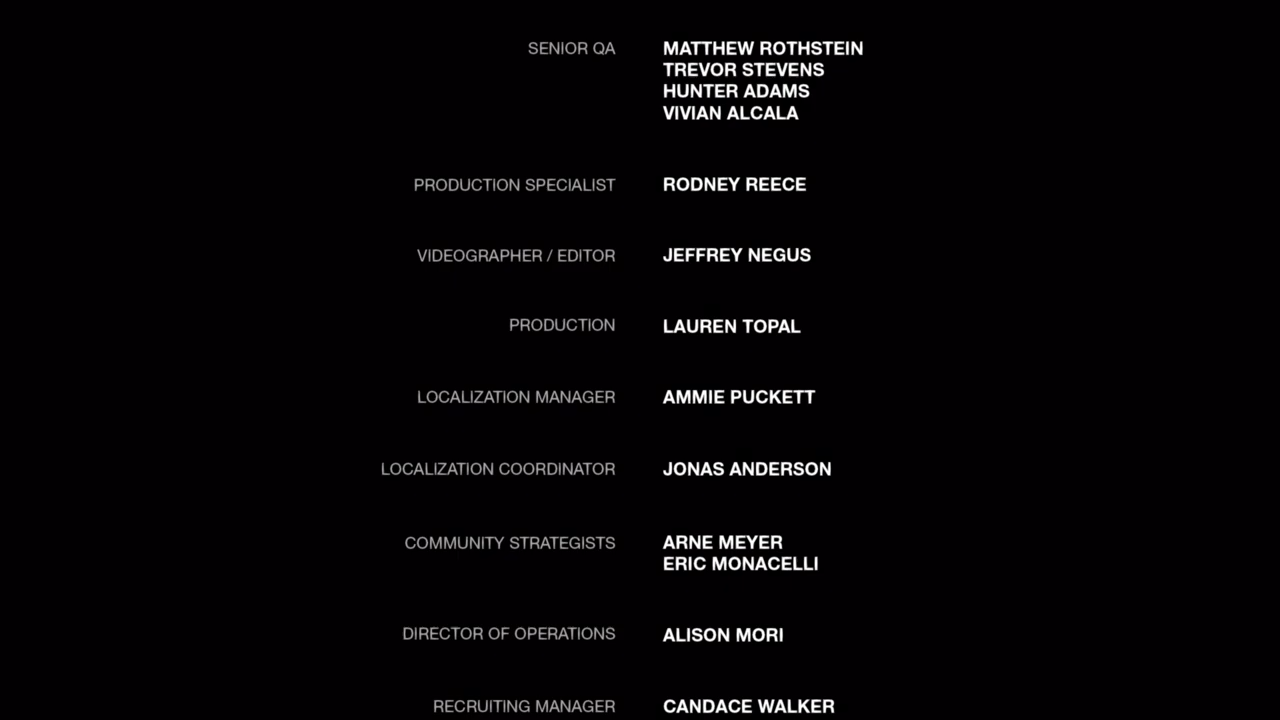 SENIOR QA MATTHEW ROTHSTEIN
TREVOR STEVENS
HUNTER ADAMS
VIVIAN ALCALA
PRODUCTION SPECIALIST RODNEY REECE
VIDEOGRAPHER / EDITOR JEFFREY NEGUS
PRODUCTION LAUREN TOPAL
LOCALIZATION MANAGER AMMIE PUCKETT
LOCALIZATION COORDINATOR JONAS ANDERSON
COMMUNITY STRATEGISTS ARNE MEYER
ERIC MONACELLI
DIRECTOR OF OPERATIONS ALISON MORI
RECRUITING MANAGER CANDACE WALKER